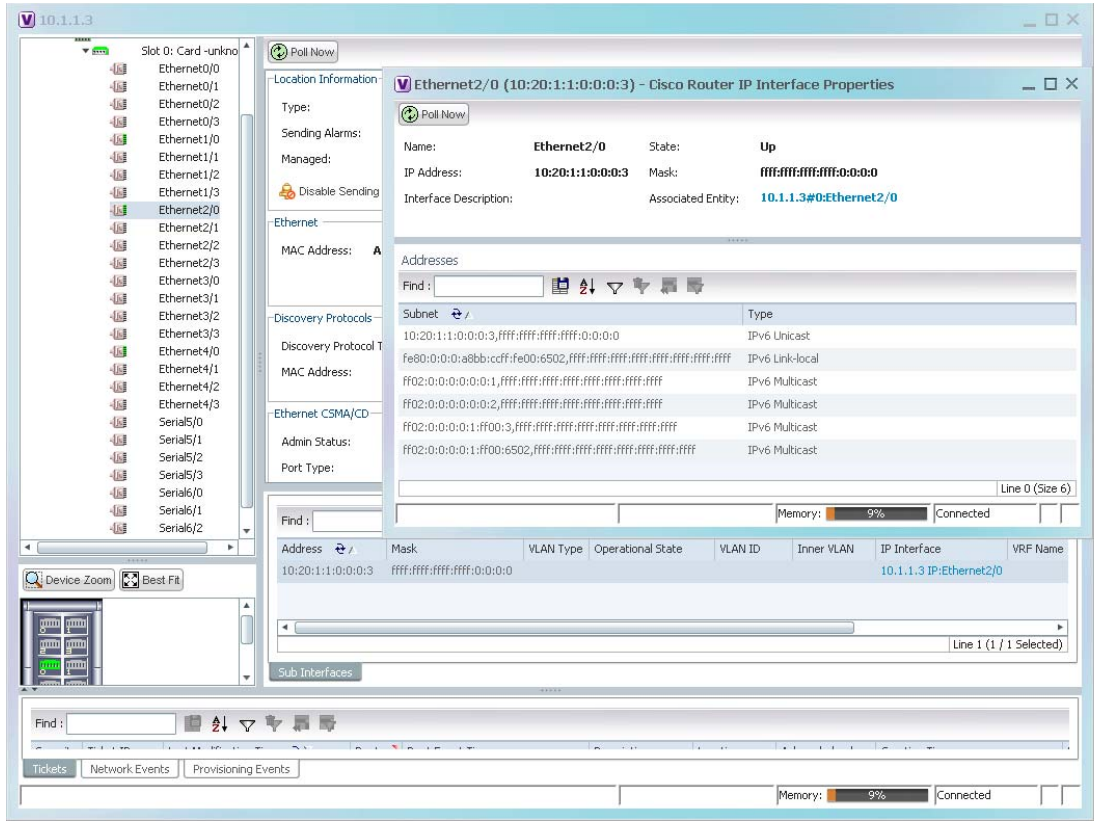 10.1.1.3
Slot 0: Card -unkno
Ethernet0/0
Ethernet0/1
Ethernet0/2
Ethernet0/3
Ethernet1/0
Ethernet1/1
Ethernet1/2
Ethernet1/3
Ethernet2/0
Ethernet2/1
Ethernet2/2
Ethernet2/3
Ethernet3/0
Ethernet3/1
Ethernet3/2
Ethernet3/3
Ethernet4/0
Ethernet4/1
Ethernet4/2
Ethernet4/3
Serial5/0
Serial5/1
Serial5/2
Serial5/3
Serial6/0
Serial6/1
Serial6/2
Device Zoom Best Fit
Poll Now
Location Information
Type:
Sending Alarms:
Managed:
Disable Sending
Ethernet
MAC Address: A
Discovery Protocols
Discovery Protocol T
MAC Address:
Ethernet CSMA/CD
Admin Status:
Port Type:
Ethernet2/0 (10:20:1:1:0:0:0:3) - Cisco Router IP Interface Properties
Poll Now
Name: Ethernet2/0 State: Up
IP Address: 10:20:1:1:0:0:0:3 Mask: ffff:ffff:ffff:ffff:0:0:0:0
Interface Description: Associated Entity: 10.1.1.3#0:Ethernet2/0
Addresses
Find :
Subnet Type
10:20:1:1:0:0:0:3,ffff:ffff:ffff:ffff:0:0:0:0 IPv6 Unicast
fe80:0:0:0:a8bb:ccff:fe00:6502,ffff:ffff:ffff:ffff:ffff:ffff:ffff:ffff IPv6 Link-local
ff02:0:0:0:0:0:0:1,ffff:ffff:ffff:ffff:ffff:ffff:ffff:ffff IPv6 Multicast
ff02:0:0:0:0:0:0:2,ffff:ffff:ffff:ffff:ffff:ffff:ffff:ffff IPv6 Multicast
ff02:0:0:0:0:1:ff00:3,ffff:ffff:ffff:ffff:ffff:ffff:ffff:ffff IPv6 Multicast
ff02:0:0:0:0:1:ff00:6502,ffff:ffff:ffff:ffff:ffff:ffff:ffff:ffff IPv6 Multicast
Line 0 (Size 6)
Memory: 9% Connected
Find :
Address Mask VLAN Type Operational State VLAN ID Inner VLAN IP Interface VRF Name
10:20:1:1:0:0:0:3 ffff:ffff:ffff:ffff:0:0:0:0 10.1.1.3 IP:Ethernet2/0
Line 1 (1 / 1 Selected)
Sub Interfaces
Find :
Tickets Network Events Provisioning Events
Memory: 9% Connected